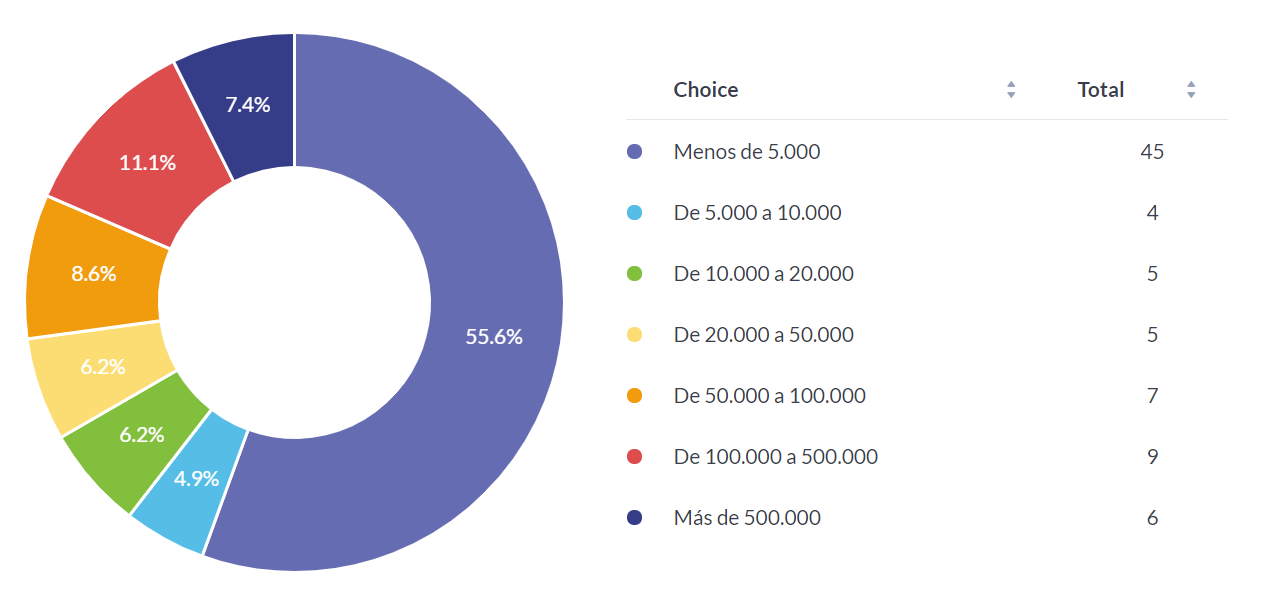 7.4%
11.1%
8.6%
55.6%
6.2%
6.2%
4.9%
Choice Total
Menos de 5.000 45
De 5.000 a 10.000 4
De 10.000 a 20.000 5
De 20.000 a 50.000 5
De 50.000 a 100.000 7
De 100.000 a 500.000 9
Más de 500.000 6